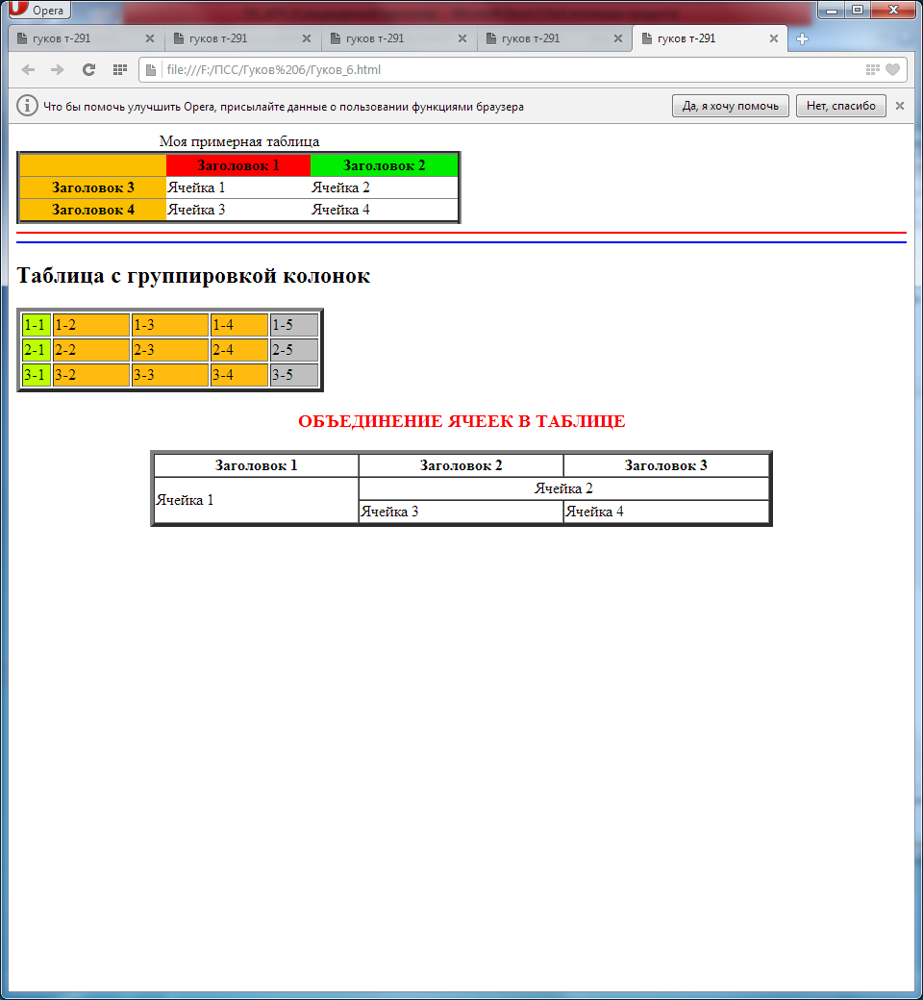 Opera
гуков т-291 гуков т-291 гуков т-291 гуков т-291 гуков т-291
file:///F:/ПСС/Гуков%206/Гуков_6.html
Что бы помочь улучшить Opera, присылайте данные о пользовании функциями браузера Да, я хочу помочь Нет, спасибо
Моя примерная таблица
Заголовок 1 Заголовок 2
Заголовок 3 Ячейка 1 Ячейка 2
Заголовок 4 Ячейка 3 Ячейка 4
Таблица с группировкой колонок
1-1 1-2 1-3 1-4 1-5
2-1 2-2 2-3 2-4 2-5
3-1 3-2 3-3 3-4 3-5
ОБЪЕДИНЕНИЕ ЯЧЕЕК В ТАБЛИЦЕ
Заголовок 1 Заголовок 2 Заголовок 3
Ячейка 1 Ячейка 2
Ячейка 3 Ячейка 4